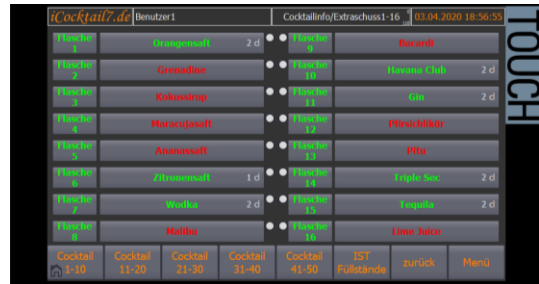 iCocktail7.de Benutzer1 Cocktailinfo/Extraschuss1-16 03.04.2020 18:56:55
TOUCH
Flasche 1 Orangensaft 2 d
Flasche 9 Bacardi
Flasche 2 Grenadine
Flasche 10 Havana Club 2 d
Flasche 3 Kokossirup
Flasche 11 Gin 2 d
Flasche 4 Maracujasaft
Flasche 12 Pfirsichlikör
Flasche 5 Ananassaft
Flasche 13 Pitu
Flasche 6 Zitronensaft 1 d
Flasche 14 Triple Sec 2 d
Flasche 7 Wodka 2 d
Flasche 15 Tequila 2 d
Flasche 8 Malibu
Flasche 16 Lime Juice
Cocktail 1-10
Cocktail 11-20
Cocktail 21-30
Cocktail 31-40
Cocktail 41-50
IST Füllstände
zurück
Menü